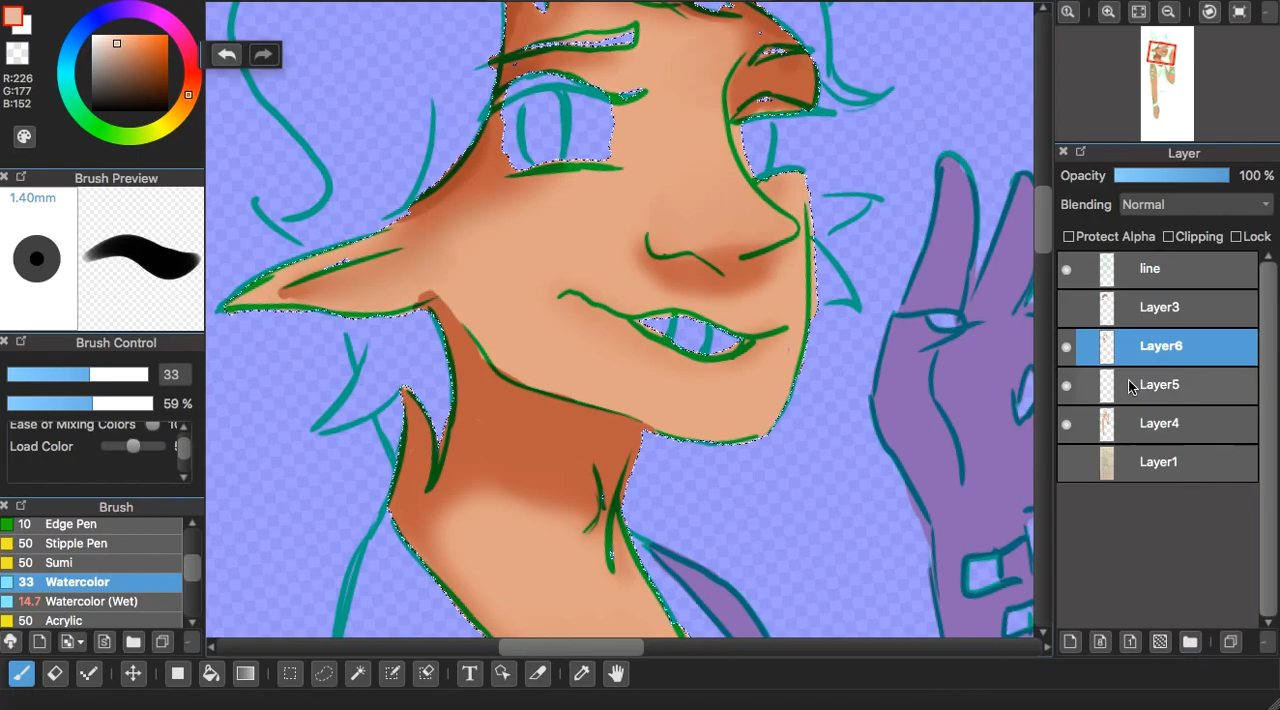 R:226
G:177
B:152
Brush Preview
1.40mm
Brush Control
33
59 %
Ease of Mixing Colors
Load Color
Brush
10 Edge Pen
50 Stipple Pen
50 Sumi
33 Watercolor
14.7 Watercolor (Wet)
50 Acrylic
Layer
Opacity 100 %
Blending Normal
Protect Alpha Clipping Lock
line
Layer3
Layer6
Layer5
Layer4
Layer1